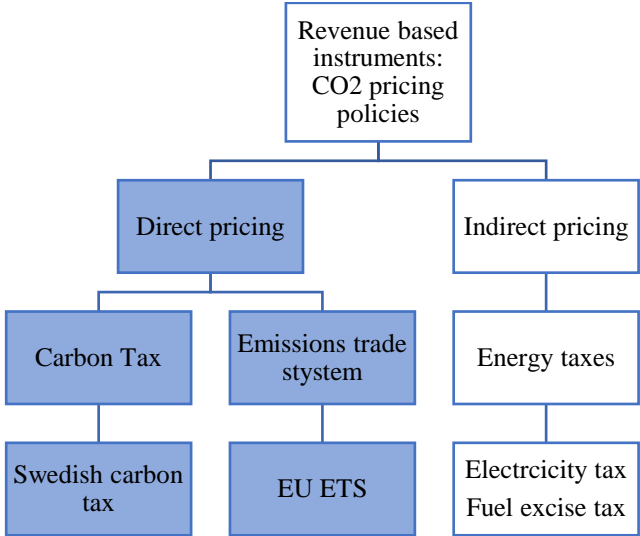 Revenue based
instruments:
CO2 pricing
policies
Direct pricing
Indirect pricing
Carbon Tax
Emissions trade
stystem
Energy taxes
Swedish carbon
tax
EU ETS
Electrcicity tax
Fuel excise tax